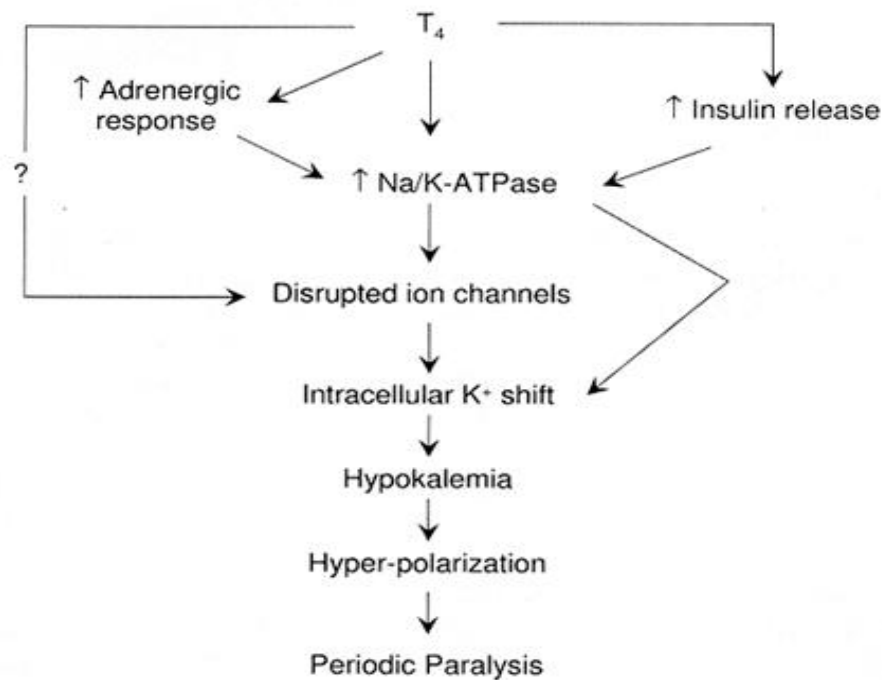 T₄
↑ Adrenergic
response
↑ Insulin release
?
↑ Na/K-ATPase
Disrupted ion channels
Intracellular K⁺ shift
Hypokalemia
Hyper-polarization
Periodic Paralysis